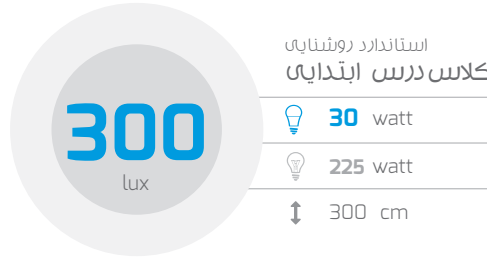 300
lux
استاندارد روشنایی
کلاس درس ابتدایی
30 watt
225 watt
300 cm